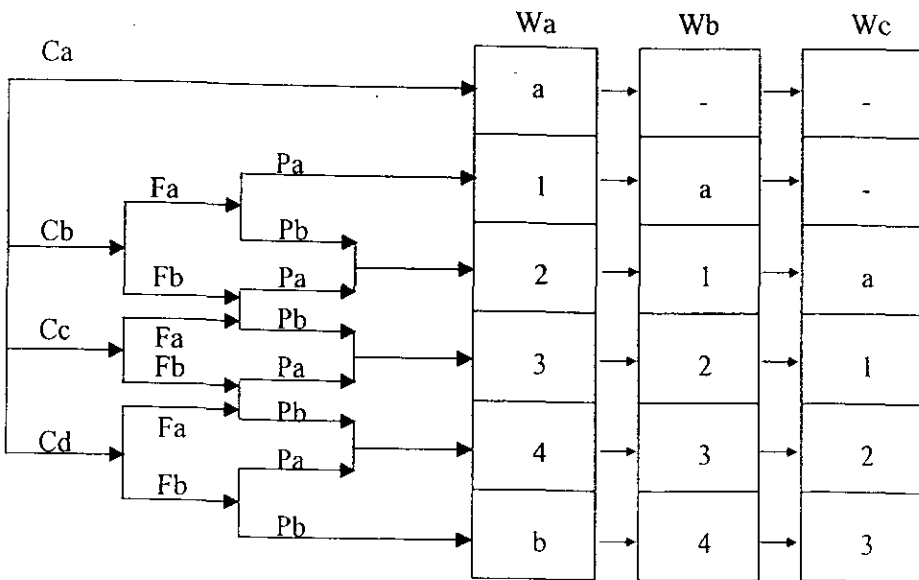 Wa Wb Wc
Ca
a - -
Pa
Fa 1 a -
Cb Pb
Fb Pa 2 1 a
Cc Fa Pb
Fb Pa 3 2 1
Fa Pb
Cd Pa 4 3 2
Fb
Pb b 4 3